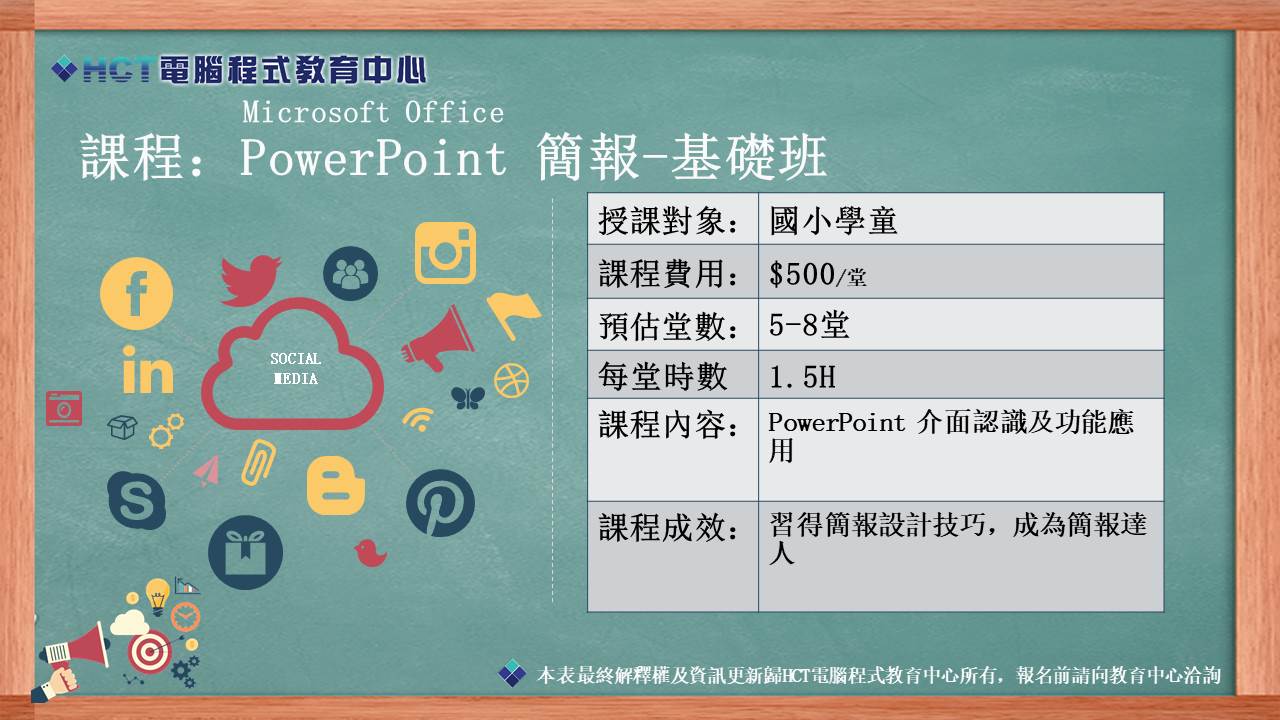 HCT電腦程式教育中心
Microsoft Office
課程：PowerPoint 簡報-基礎班
授課對象：國小學童
課程費用：$500/堂
預估堂數：5-8堂
每堂時數 1.5H
課程內容：PowerPoint 介面認識及功能應
用
課程成效：習得簡報設計技巧，成為簡報達
人
SOCIAL
MEDIA
本表最終解釋權及資訊更新歸HCT電腦程式教育中心所有，報名前請向教育中心洽詢